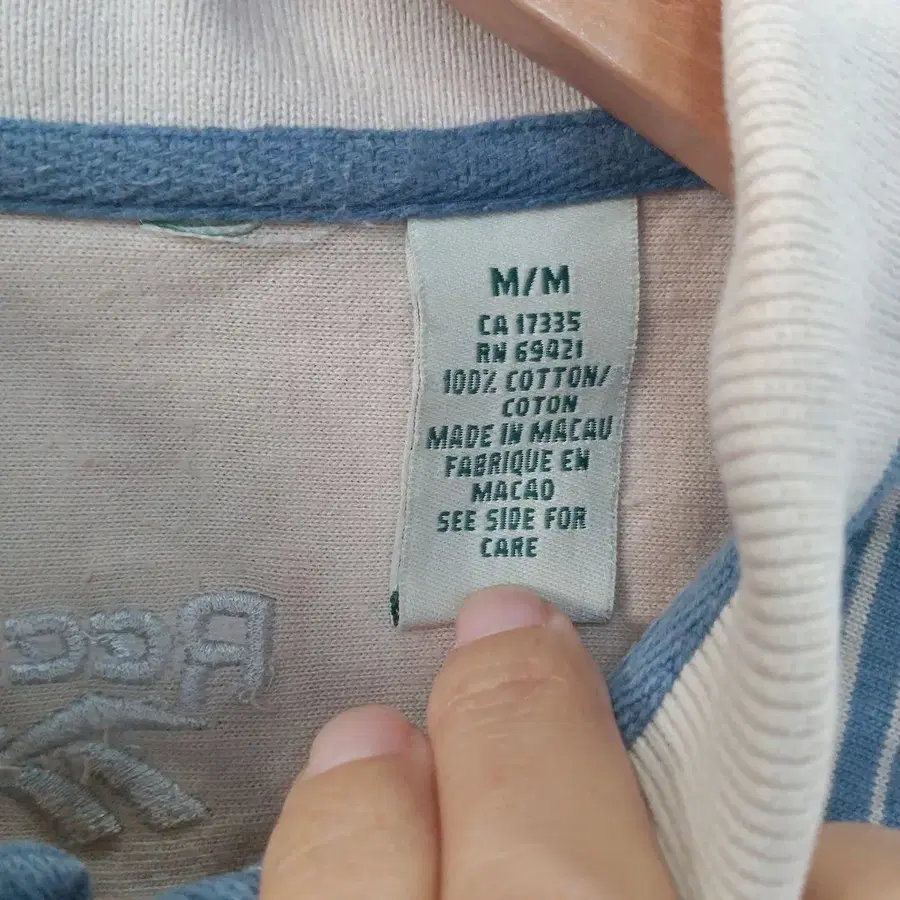 M/M
CA 17335
RN 69421
100% COTTON/
COTON
MADE IN MACAU
FABRIQUE EN
MACAO
SEE SIDE FOR
CARE